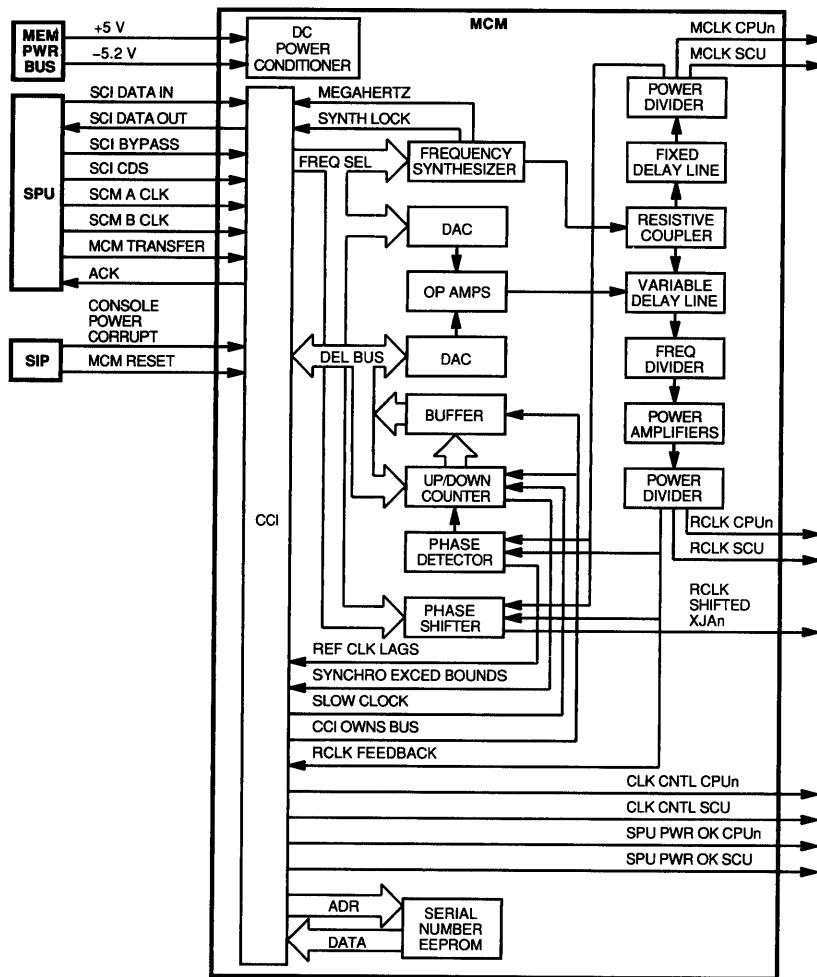 MCM
MEM
PWR
BUS
+5 V
–5.2 V
DC
POWER
CONDITIONER
MCLK CPUn
MCLK SCU
SPU
SCI DATA IN
SCI DATA OUT
SCI BYPASS
SCI CDS
SCM A CLK
SCM B CLK
MCM TRANSFER
ACK
SIP
CONSOLE
POWER
CORRUPT
MCM RESET
CCI
MEGAHERTZ
SYNTH LOCK
FREQ SEL
FREQUENCY
SYNTHESIZER
DAC
OP AMPS
DEL BUS
DAC
BUFFER
UP/DOWN
COUNTER
PHASE
DETECTOR
PHASE
SHIFTER
POWER
DIVIDER
FIXED
DELAY LINE
RESISTIVE
COUPLER
VARIABLE
DELAY LINE
FREQ
DIVIDER
POWER
AMPLIFIERS
POWER
DIVIDER
RCLK CPUn
RCLK SCU
RCLK
SHIFTED
XJAn
REF CLK LAGS
SYNCHRO EXCED BOUNDS
SLOW CLOCK
CCI OWNS BUS
RCLK FEEDBACK
CLK CNTL CPUn
CLK CNTL SCU
SPU PWR OK CPUn
SPU PWR OK SCU
ADR
DATA
SERIAL
NUMBER
EEPROM